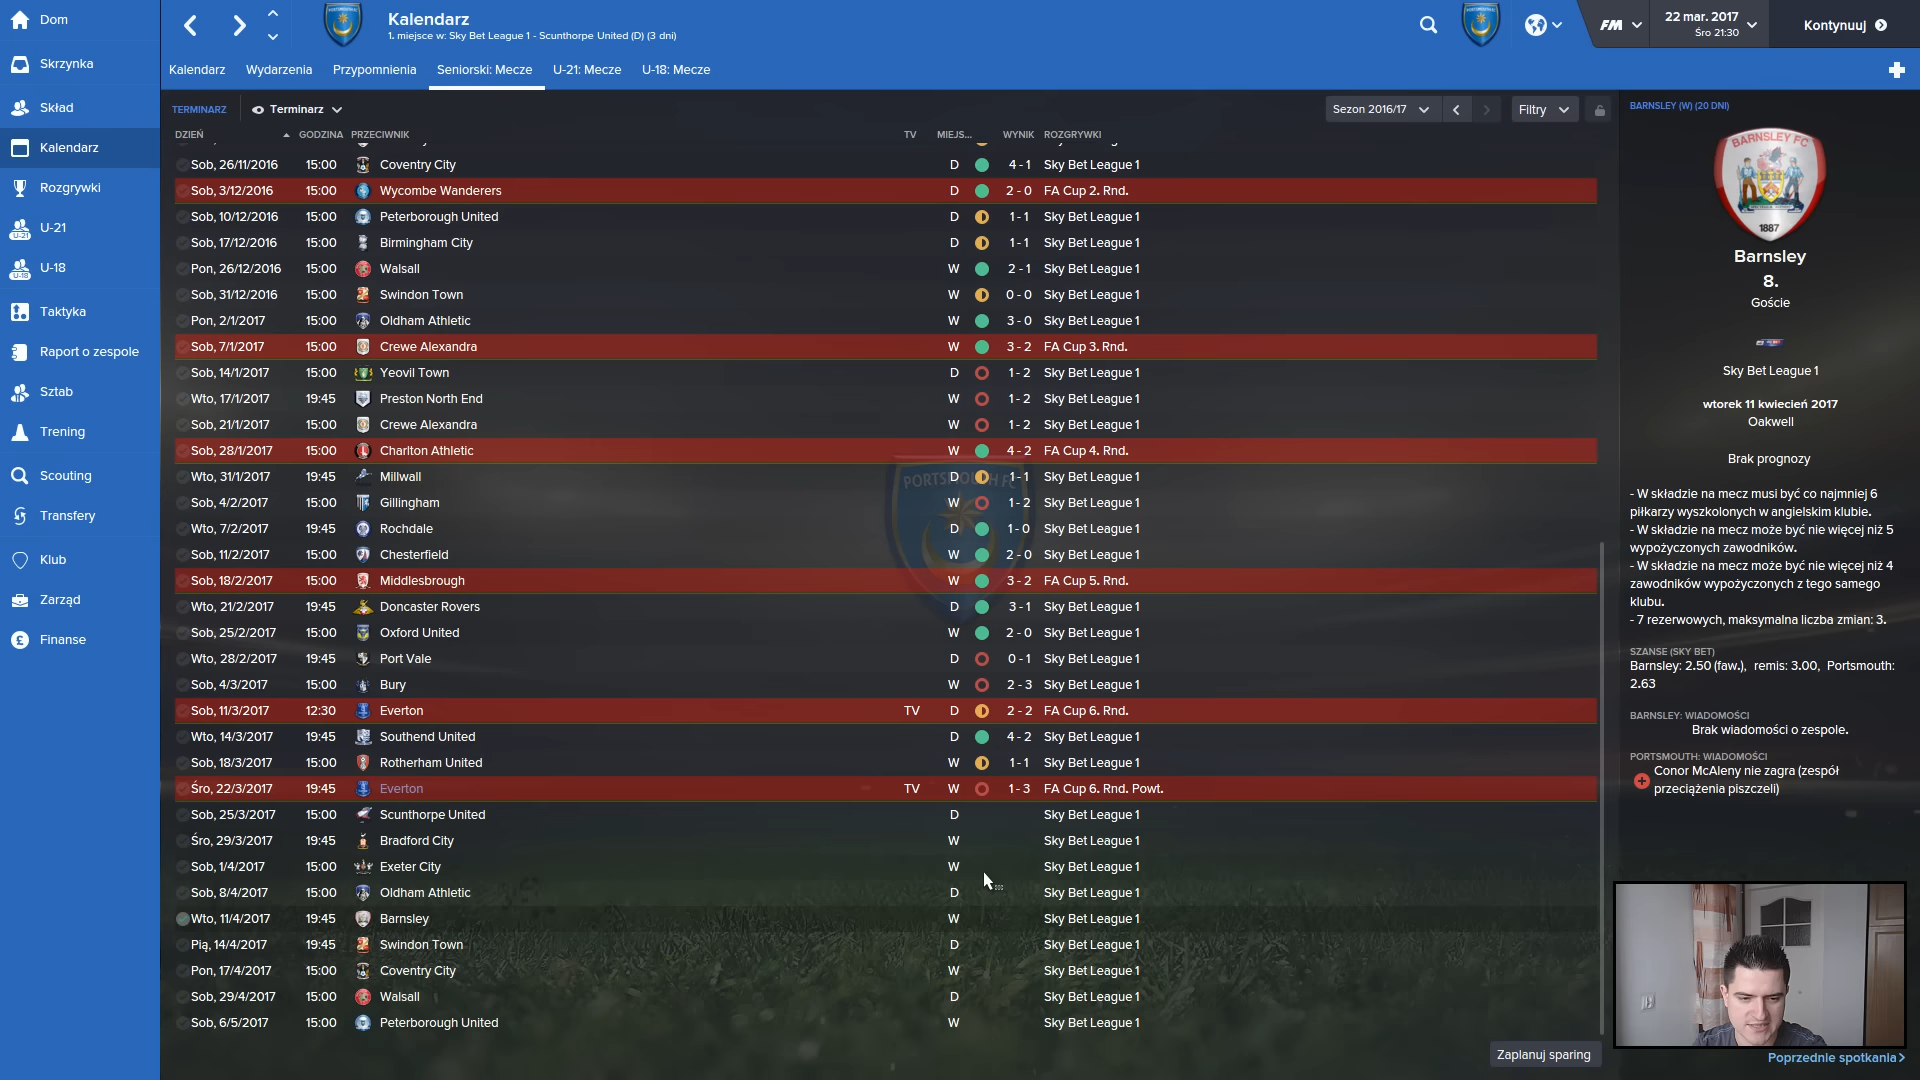 Dom
Skrzynka
Skład
Kalendarz
Rozgrywki
U-21
U-18
Taktyka
Raport o zespole
Sztab
Trening
Scouting
Transfery
Klub
Zarząd
Finanse
Kalendarz
1. miejsce w: Sky Bet League 1 - Scunthorpe United (D) (3 dni)
FM
22 mar. 2017
Śro 21:30
Kontynuuj
Kalendarz Wydarzenia Przypomnienia Seniorski: Mecze U-21: Mecze U-18: Mecze
TERMINARZ Terminarz Sezon 2016/17 Filtry
DZIEŃ GODZINA PRZECIWNIK TV MIEJS... WYNIK ROZGRYWKI
Sob, 26/11/2016 15:00 Coventry City D 4 - 1 Sky Bet League 1
Sob, 3/12/2016 15:00 Wycombe Wanderers D 2 - 0 FA Cup 2. Rnd.
Sob, 10/12/2016 15:00 Peterborough United D 1 - 1 Sky Bet League 1
Sob, 17/12/2016 15:00 Birmingham City D 1 - 1 Sky Bet League 1
Pon, 26/12/2016 15:00 Walsall W 2 - 1 Sky Bet League 1
Sob, 31/12/2016 15:00 Swindon Town W 0 - 0 Sky Bet League 1
Pon, 2/1/2017 15:00 Oldham Athletic W 3 - 0 Sky Bet League 1
Sob, 7/1/2017 15:00 Crewe Alexandra W 3 - 2 FA Cup 3. Rnd.
Sob, 14/1/2017 15:00 Yeovil Town D 1 - 2 Sky Bet League 1
Wto, 17/1/2017 19:45 Preston North End W 1 - 2 Sky Bet League 1
Sob, 21/1/2017 15:00 Crewe Alexandra W 1 - 2 Sky Bet League 1
Sob, 28/1/2017 15:00 Charlton Athletic W 4 - 2 FA Cup 4. Rnd.
Wto, 31/1/2017 19:45 Millwall D 1 - 1 Sky Bet League 1
Sob, 4/2/2017 15:00 Gillingham W 1 - 2 Sky Bet League 1
Wto, 7/2/2017 19:45 Rochdale D 1 - 0 Sky Bet League 1
Sob, 11/2/2017 15:00 Chesterfield W 2 - 0 Sky Bet League 1
Sob, 18/2/2017 15:00 Middlesbrough W 3 - 2 FA Cup 5. Rnd.
Wto, 21/2/2017 19:45 Doncaster Rovers D 3 - 1 Sky Bet League 1
Sob, 25/2/2017 15:00 Oxford United W 2 - 0 Sky Bet League 1
Wto, 28/2/2017 19:45 Port Vale D 0 - 1 Sky Bet League 1
Sob, 4/3/2017 15:00 Bury W 2 - 3 Sky Bet League 1
Sob, 11/3/2017 12:30 Everton TV D 2 - 2 FA Cup 6. Rnd.
Wto, 14/3/2017 19:45 Southend United D 4 - 2 Sky Bet League 1
Sob, 18/3/2017 15:00 Rotherham United W 1 - 1 Sky Bet League 1
Śro, 22/3/2017 19:45 Everton TV W 1 - 3 FA Cup 6. Rnd. Powt.
Sob, 25/3/2017 15:00 Scunthorpe United D Sky Bet League 1
Śro, 29/3/2017 19:45 Bradford City W Sky Bet League 1
Sob, 1/4/2017 15:00 Exeter City W Sky Bet League 1
Sob, 8/4/2017 15:00 Oldham Athletic D Sky Bet League 1
Wto, 11/4/2017 19:45 Barnsley W Sky Bet League 1
Pią, 14/4/2017 19:45 Swindon Town D Sky Bet League 1
Pon, 17/4/2017 15:00 Coventry City W Sky Bet League 1
Sob, 29/4/2017 15:00 Walsall D Sky Bet League 1
Sob, 6/5/2017 15:00 Peterborough United W Sky Bet League 1
PORTSMOUTH FC
Zaplanuj sparing
BARNSLEY (W) (20 DNI)
BARNSLEY FC
1887
Barnsley
8.
Goście
Sky Bet League 1
wtorek 11 kwiecień 2017
Oakwell
Brak prognozy
- W składzie na mecz musi być co najmniej 6
piłkarzy wyszkolonych w angielskim klubie.
- W składzie na mecz może być nie więcej niż 5
wypożyczonych zawodników.
- W składzie na mecz może być nie więcej niż 4
zawodników wypożyczonych z tego samego
klubu.
- 7 rezerwowych, maksymalna liczba zmian: 3.
SZANSE (SKY BET)
Barnsley: 2.50 (faw.), remis: 3.00, Portsmouth:
2.63
BARNSLEY: WIADOMOŚCI
Brak wiadomości o zespole.
PORTSMOUTH: WIADOMOŚCI
Conor McAleny nie zagra (zespół
przeciążenia piszczeli)
Poprzednie spotkania